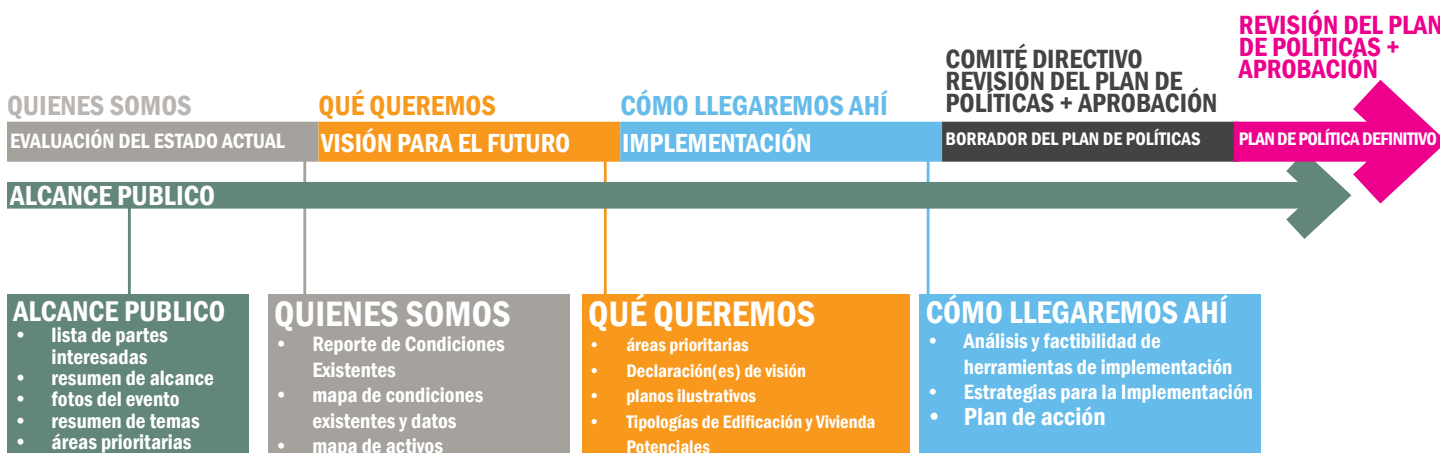 REVISIÓN DEL PLAN
DE POLÍTICAS +
APROBACIÓN
COMITÉ DIRECTIVO
REVISIÓN DEL PLAN DE
POLÍTICAS + APROBACIÓN
QUIENES SOMOS
QUÉ QUEREMOS
CÓMO LLEGAREMOS AHÍ
EVALUACIÓN DEL ESTADO ACTUAL
VISIÓN PARA EL FUTURO
IMPLEMENTACIÓN
BORRADOR DEL PLAN DE POLÍTICAS
PLAN DE POLÍTICA DEFINITIVO
ALCANCE PUBLICO
ALCANCE PUBLICO
• lista de partes
interesadas
• resumen de alcance
• fotos del evento
• resumen de temas
• áreas prioritarias
QUIENES SOMOS
• Reporte de Condiciones
Existentes
• mapa de condiciones
existentes y datos
• mapa de activos
QUÉ QUEREMOS
• áreas prioritarias
• Declaración(es) de visión
• planos ilustrativos
• Tipologías de Edificación y Vivienda
Potenciales
CÓMO LLEGAREMOS AHÍ
• Análisis y factibilidad de
herramientas de implementación
• Estrategias para la Implementación
• Plan de acción